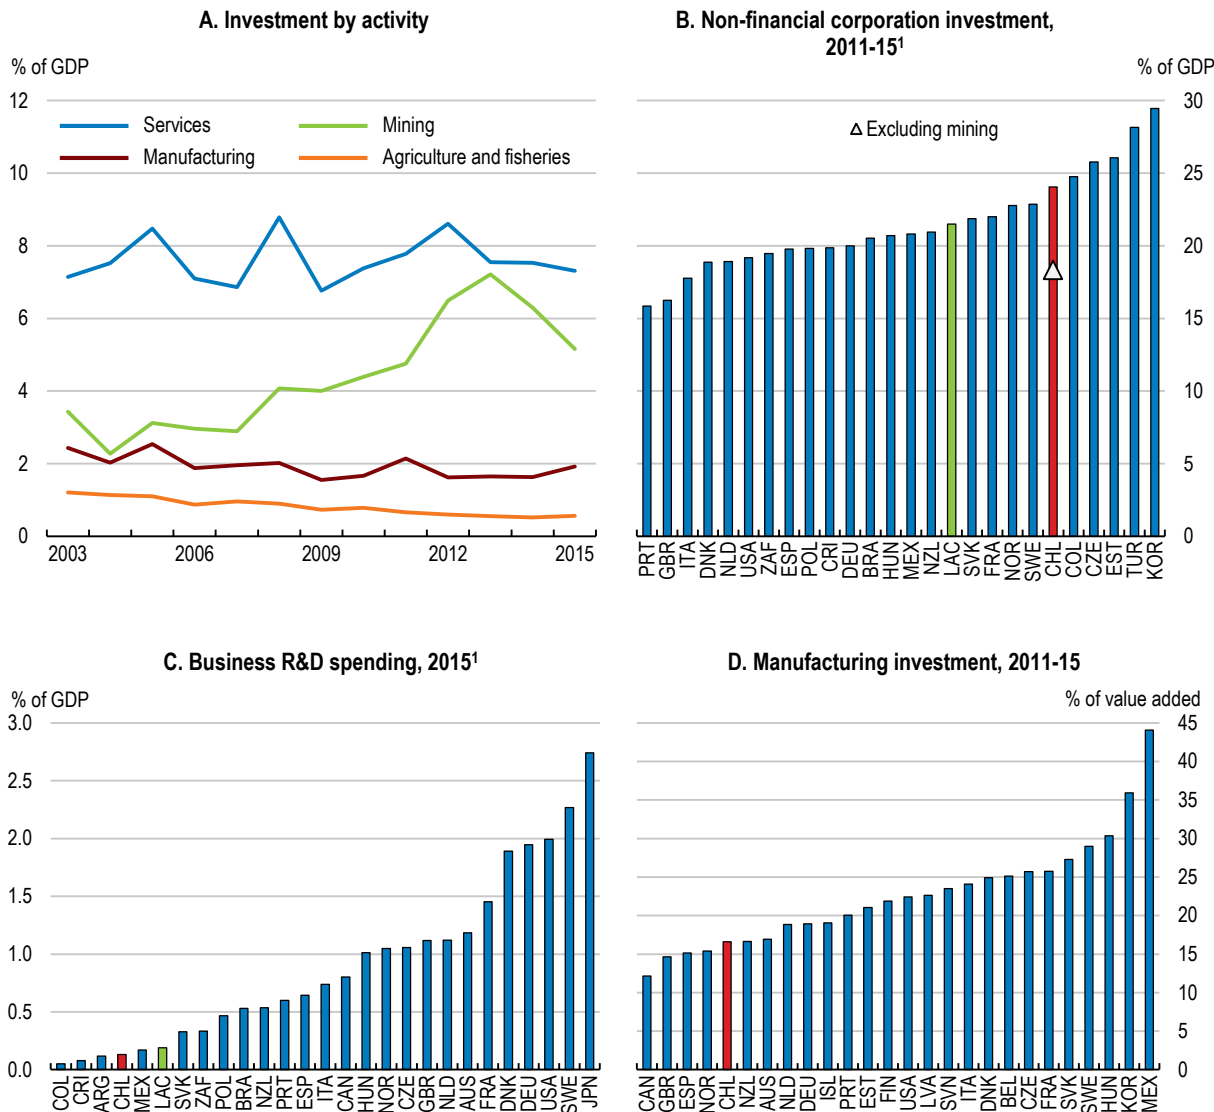 A. Investment by activity
% of GDP
12
10
8
6
4
2
0
Services
Mining
Manufacturing
Agriculture and fisheries
2003 2006 2009 2012 2015
B. Non-financial corporation investment,
2011-15¹
% of GDP
30
25
20
15
10
5
0
Excluding mining
PRT GBR ITA DNK NLD USA ZAF ESP POL CRI DEU BRA HUN MEX NZL LAC SVK FRA NOR SWE CHL COL CZE EST TUR KOR
C. Business R&D spending, 2015¹
% of GDP
3.0
2.5
2.0
1.5
1.0
0.5
0.0
COL CRI ARG CHL MEX LAC SVK ZAF POL BRA NZL PRT ESP ITA CAN HUN NOR CZE GBR NLD AUS FRA DNK DEU USA SWE JPN
D. Manufacturing investment, 2011-15
% of value added
45
40
35
30
25
20
15
10
5
0
CAN GBR ESP NOR CHL NZL AUS NLD DEU ISL PRT EST FIN USA LVA SVN ITA DNK BEL CZE FRA SVK SWE HUN KOR MEX